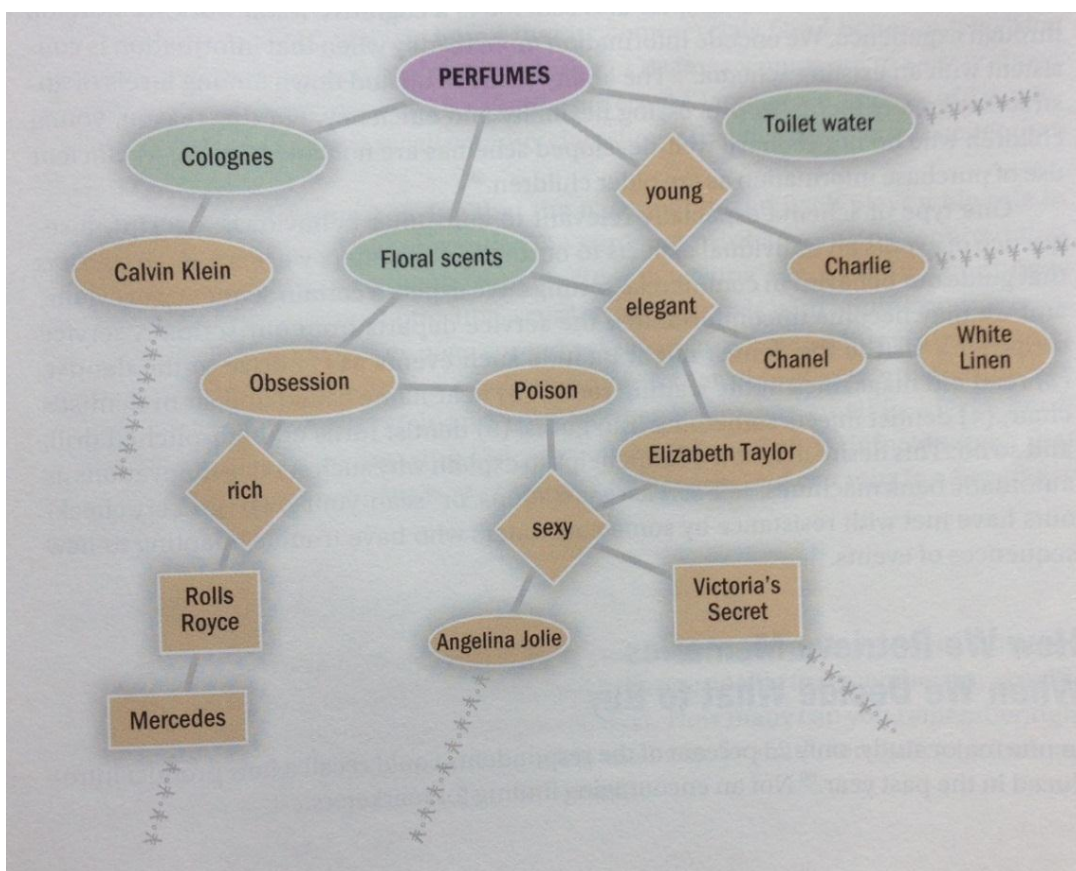 PERFUMES
Toilet water
Colognes
young
Floral scents
Charlie
Calvin Klein
elegant
White
Linen
Chanel
Obsession
Poison
Elizabeth Taylor
rich
sexy
Victoria's
Secret
Rolls
Royce
Angelina Jolie
Mercedes